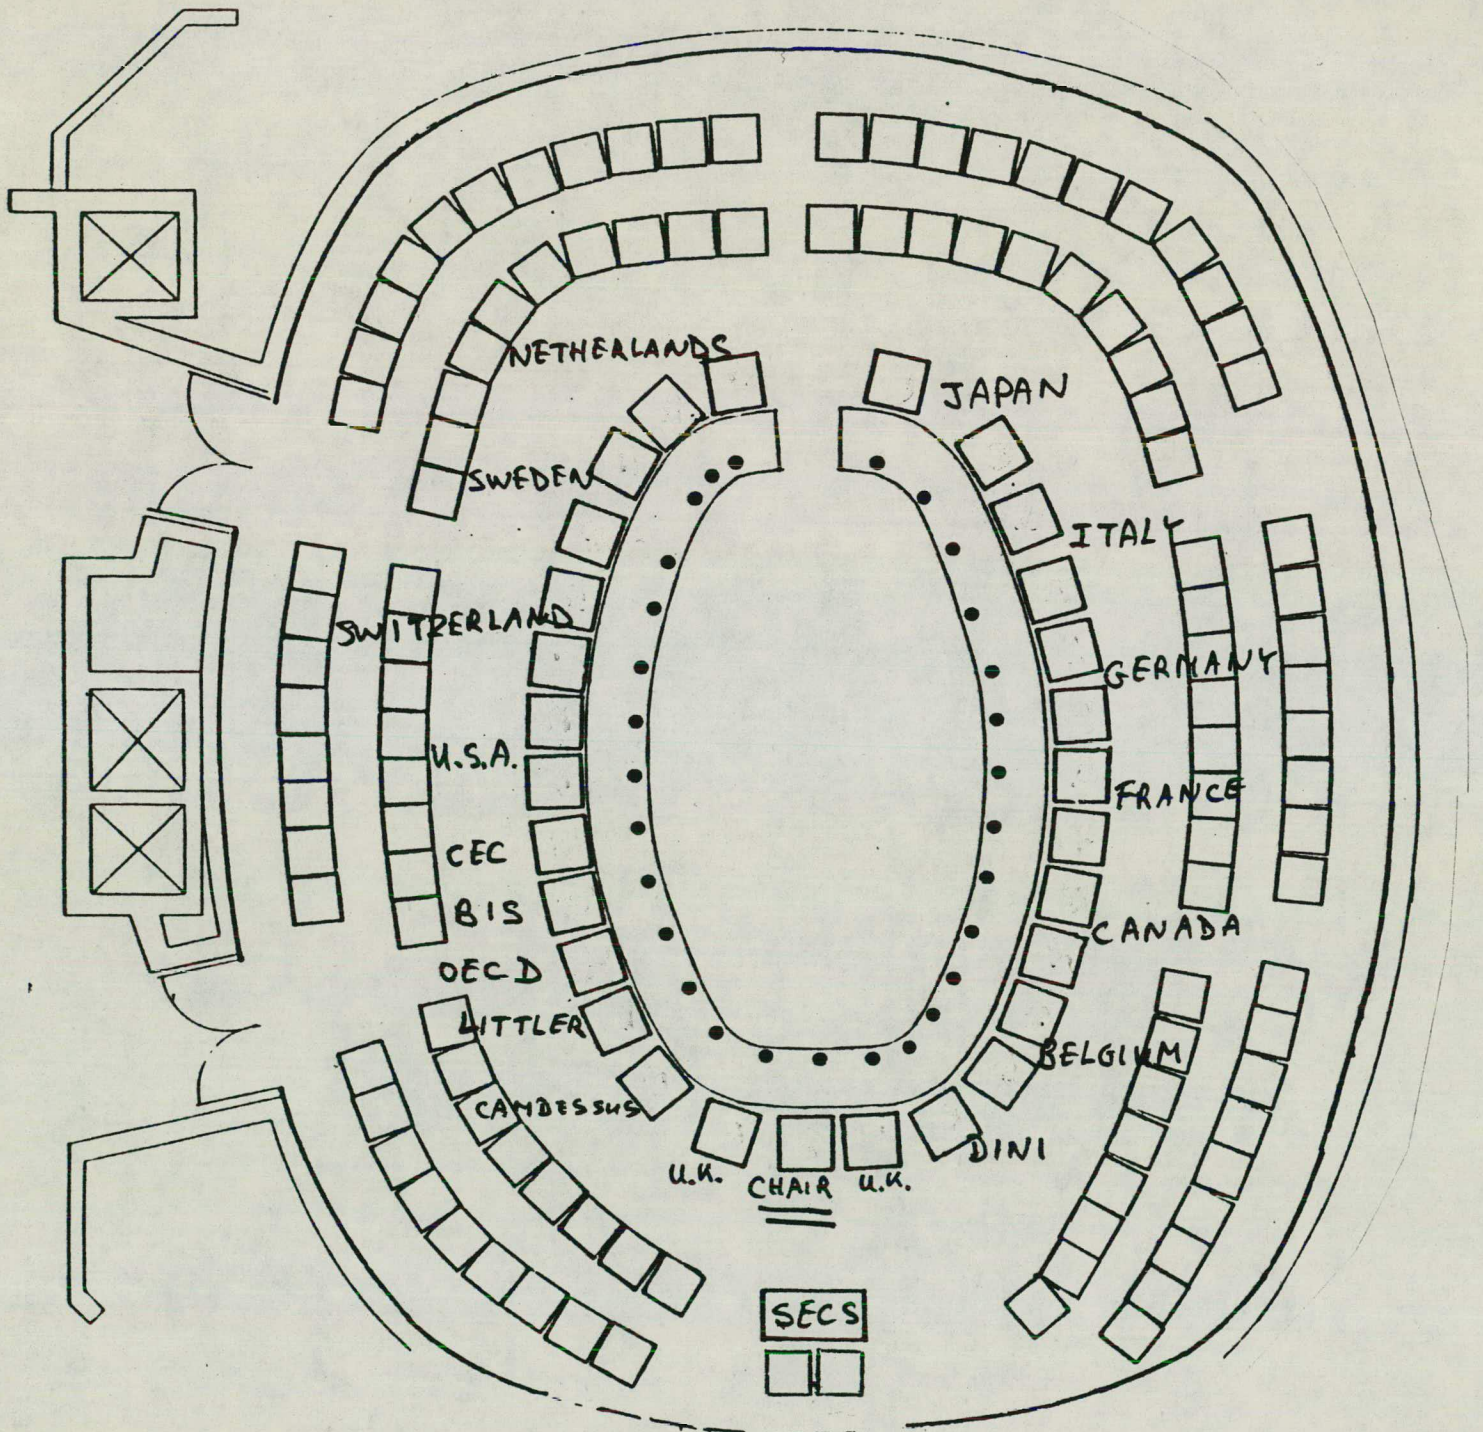 NETHERLANDS
JAPAN
SWEDEN
ITALY
SWITZERLAND
GERMANY
U.S.A.
FRANCE
CEC
BIS
CANADA
OECD
LITTLER
BELGIUM
CAMDESSUS
DINI
U.K.
CHAIR
U.K.
SECS